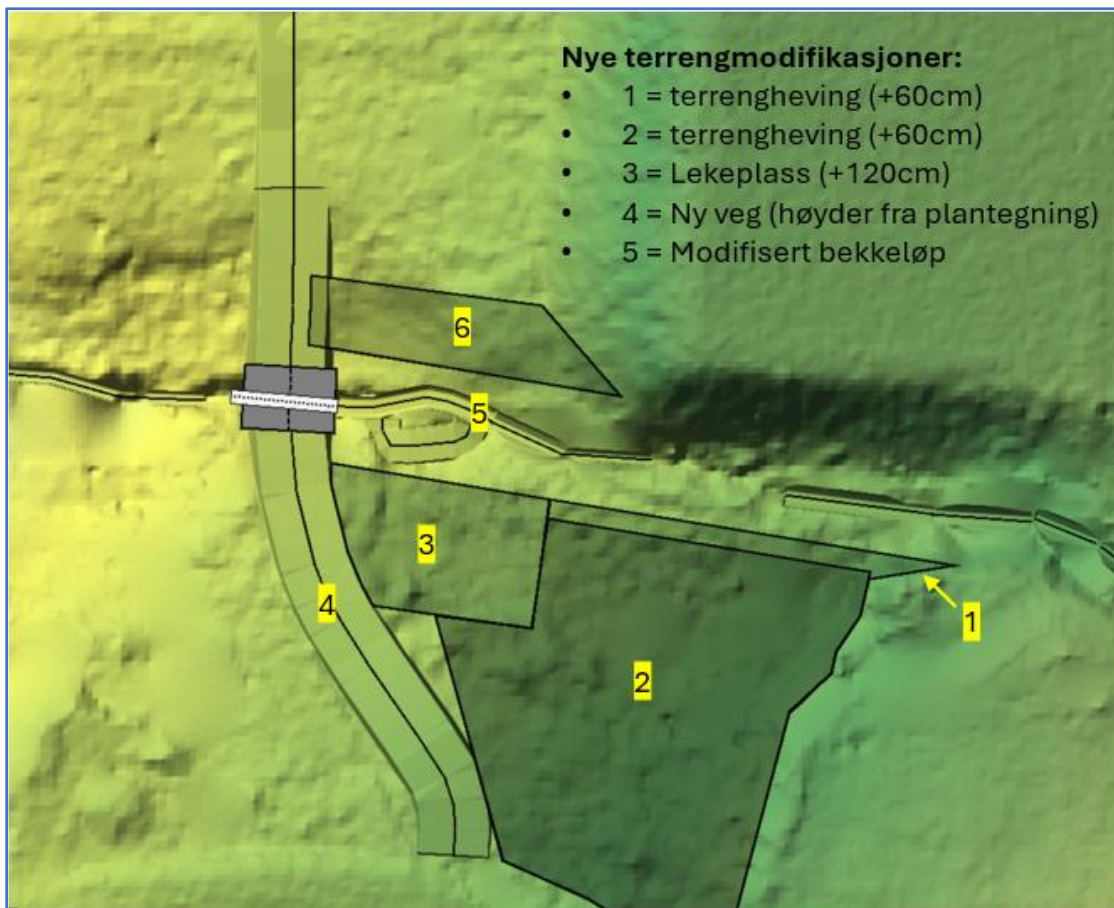 Nye terrengmodifikasjoner:
• 1 = terrengheving (+60cm)
• 2 = terrengheving (+60cm)
• 3 = Lekeplass (+120cm)
• 4 = Ny veg (høyder fra plantegning)
• 5 = Modifisert bekkeløp
6
5
3
4
1
2